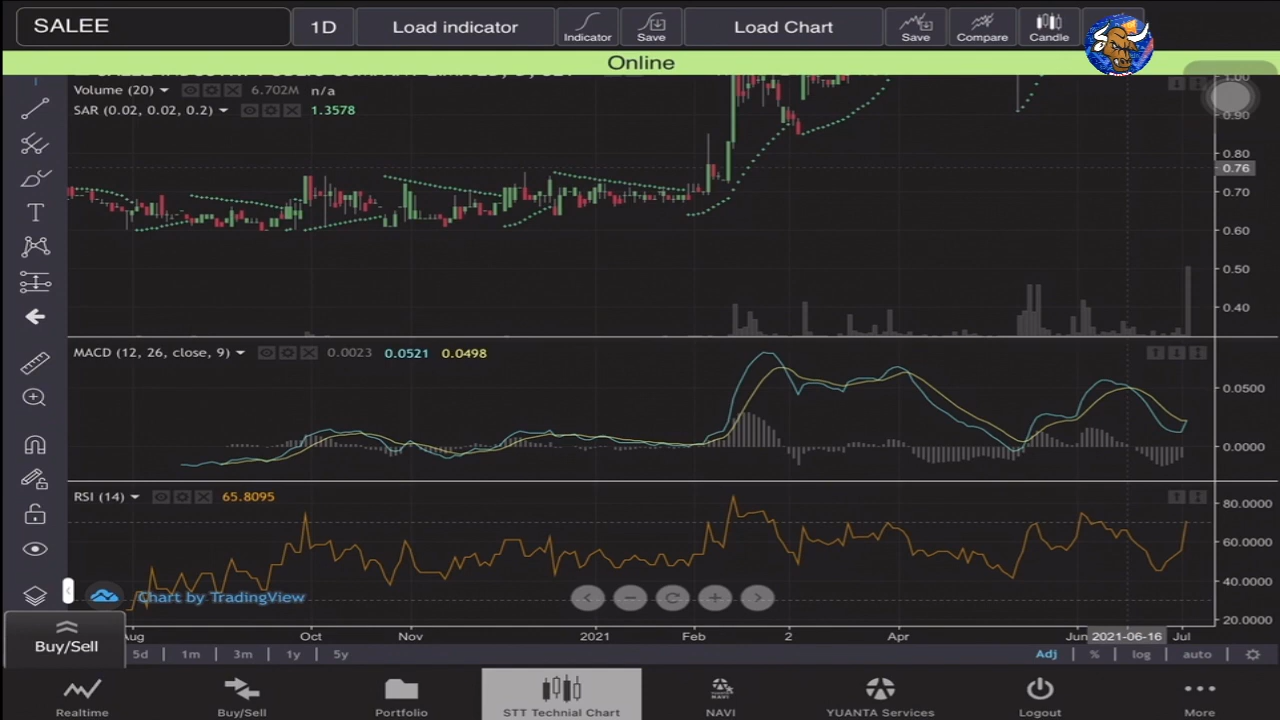 SALEE
1D
Load indicator
Indicator
Save
Load Chart
Save
Compare
Candle
Online
Volume (20) 6.702M n/a
SAR (0.02, 0.02, 0.2) 1.3578
1.00
0.90
0.80
0.76
0.70
0.60
0.50
0.40
MACD (12, 26, close, 9) 0.0023 0.0521 0.0498
0.0500
0.0000
RSI (14) 65.8095
80.0000
60.0000
40.0000
20.0000
Chart by TradingView
Aug Oct Nov 2021 Feb 2 Apr Jun 2021-06-16 Jul
Buy/Sell
5d 1m 3m 1y 5y
Adj % log auto
Realtime
Buy/Sell
Portfolio
STT Technial Chart
NAVI
NAVI
YUANTA Services
Logout
More